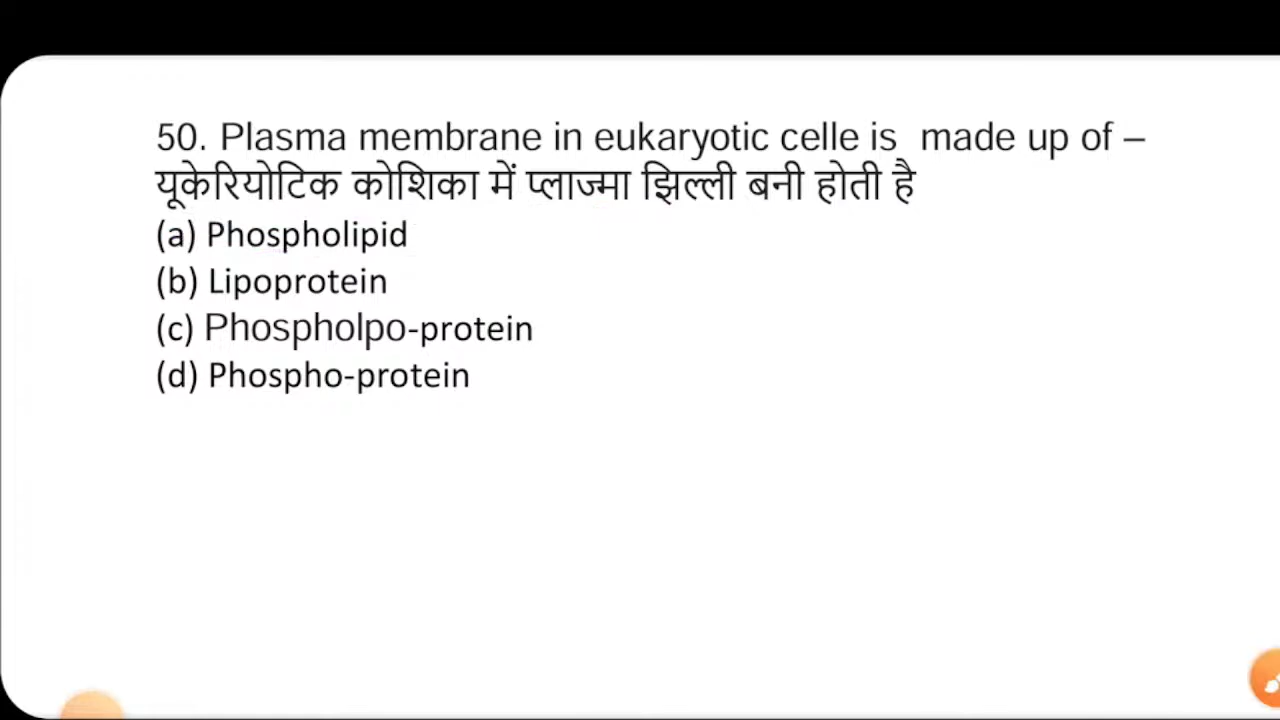 50. Plasma membrane in eukaryotic celle is  made up of –
यूकेरियोटिक कोशिका में प्लाज्मा झिल्ली बनी होती है
(a) Phospholipid
(b) Lipoprotein
(c) Phospholpo-protein
(d) Phospho-protein